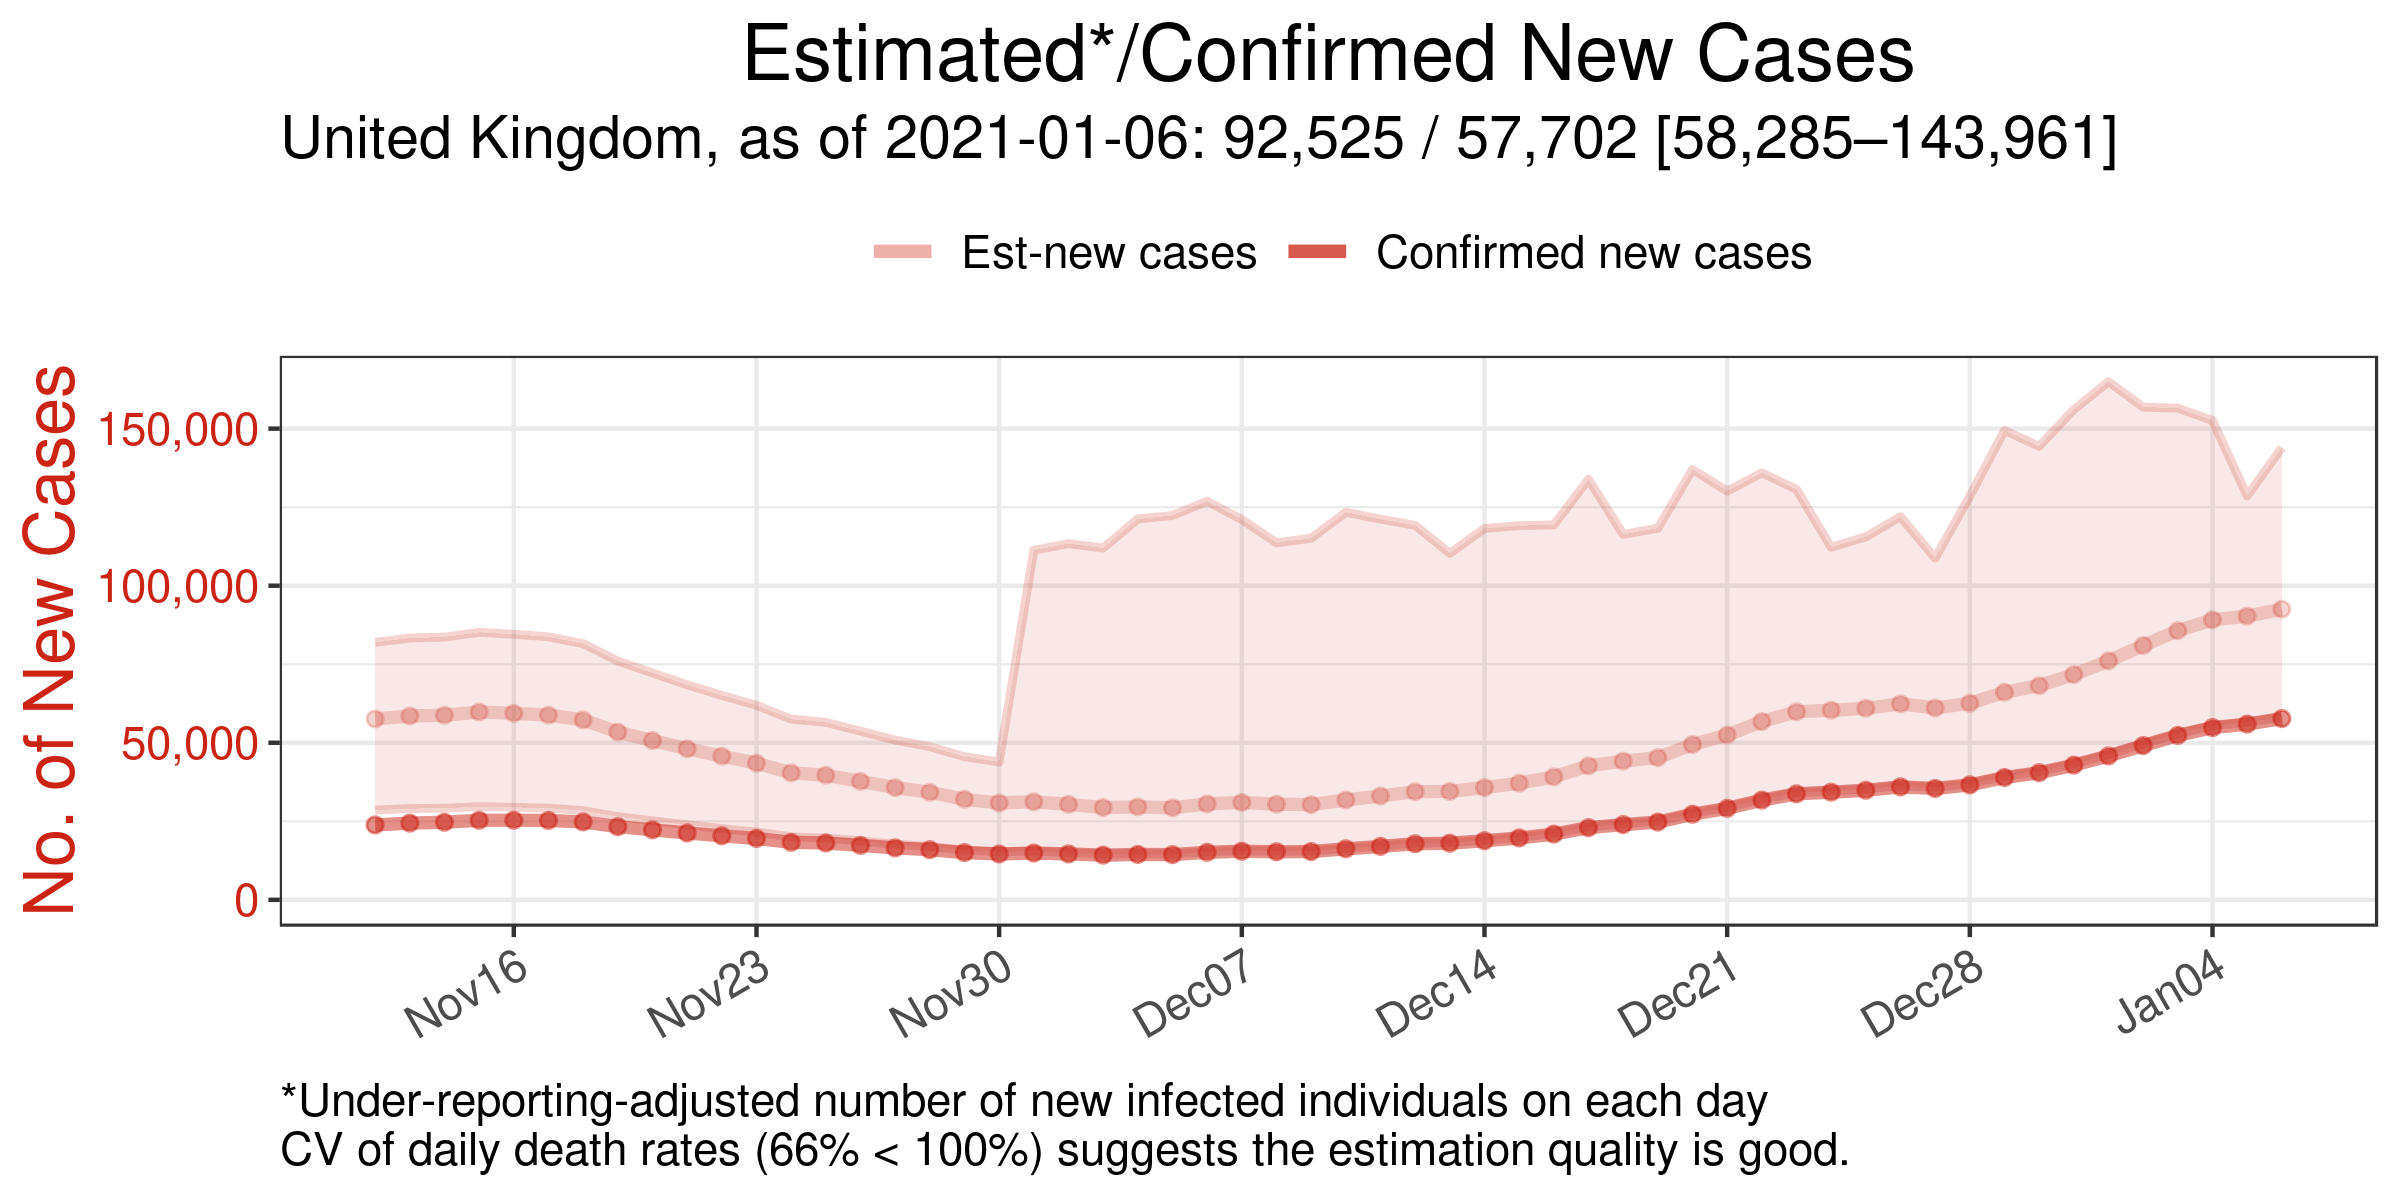 Estimated*/Confirmed New Cases
United Kingdom, as of 2021-01-06: 92,525 / 57,702 [58,285–143,961]
Est-new cases
Confirmed new cases
No. of New Cases
150,000
100,000
50,000
0
Nov16
Nov23
Nov30
Dec07
Dec14
Dec21
Dec28
Jan04
*Under-reporting-adjusted number of new infected individuals on each day
CV of daily death rates (66% < 100%) suggests the estimation quality is good.